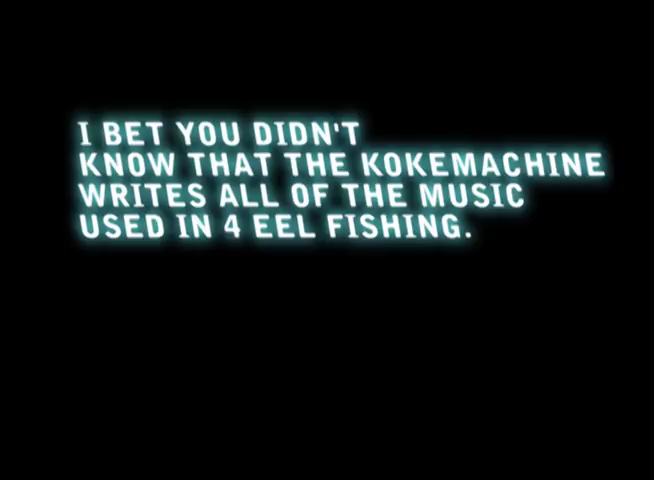 I BET YOU DIDN'T
KNOW THAT THE KOKEMACHINE
WRITES ALL OF THE MUSIC
USED IN 4 EEL FISHING.